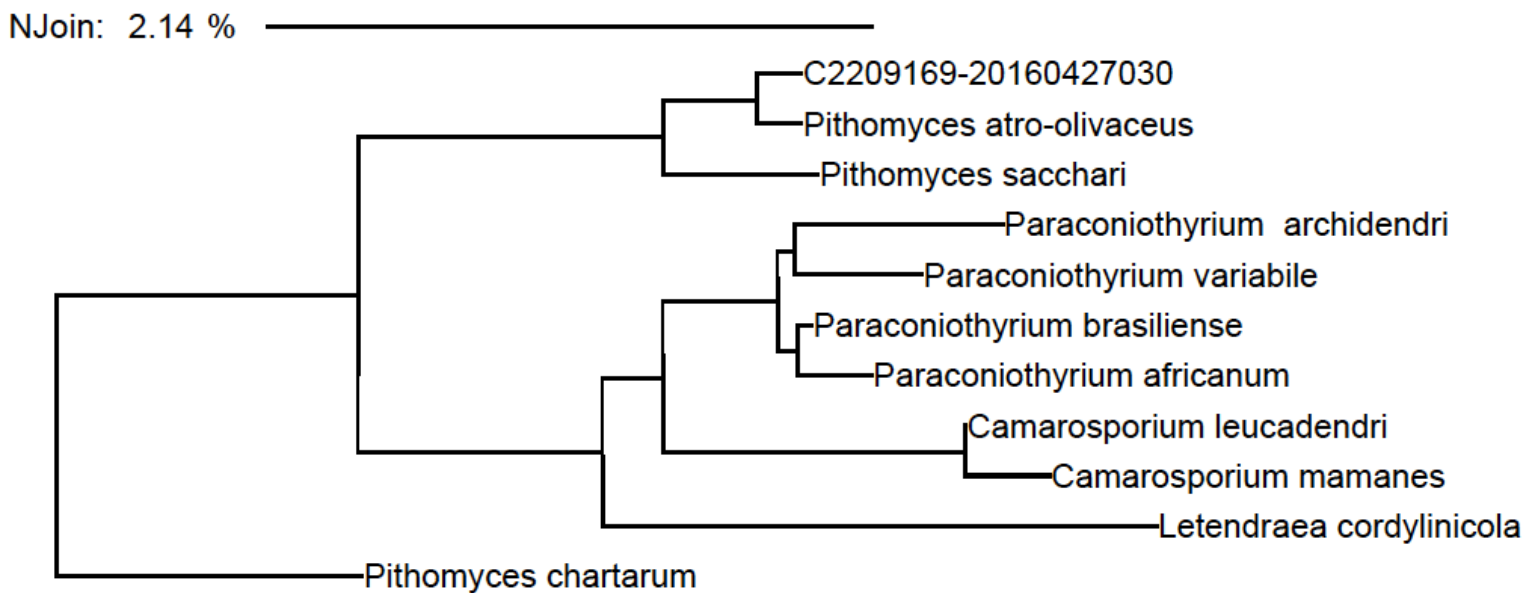 NJoin: 2.14 %
C2209169-20160427030
Pithomyces atro-olivaceus
Pithomyces sacchari
Paraconiothyrium archidendri
Paraconiothyrium variabile
Paraconiothyrium brasiliense
Paraconiothyrium africanum
Camarosporium leucadendri
Camarosporium mamanes
Letendraea cordylinicola
Pithomyces chartarum